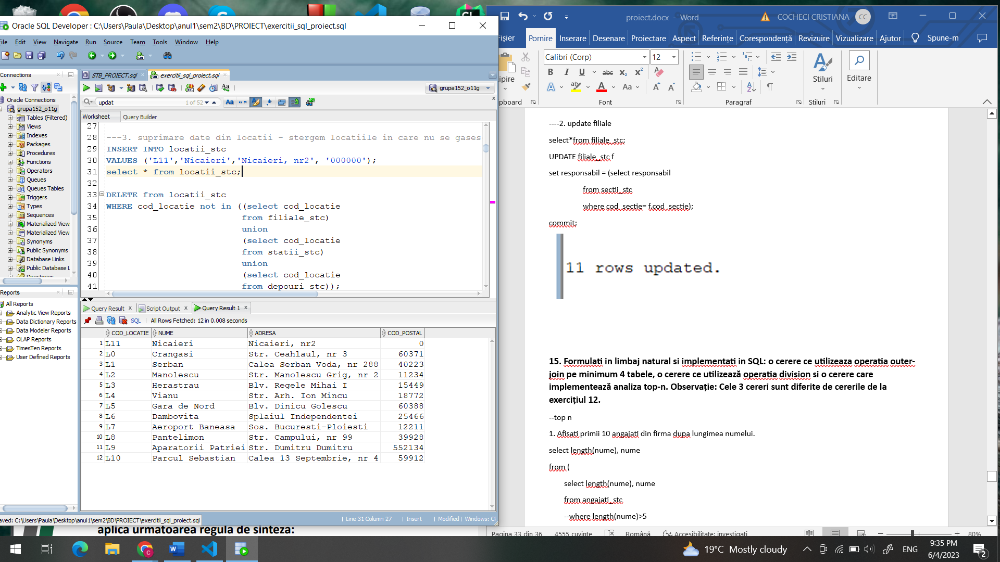 Oracle SQL Developer : C:\Users\Paula\Desktop\anul1\sem2\BD\PROIECT\exercitii_sql_proiect.sql
File Edit View Navigate Run Source Team Tools Window Help
Connections
STB_PROIECT.sql
exercitii_sql_proiect.sql
grupa152_o11g
updat
1 of 52
Worksheet
Query Builder
Oracle Connections
grupa152_o11g
Tables (Filtered)
Views
Indexes
Packages
Procedures
Functions
Operators
Queues
Queues Tables
Triggers
Types
Sequences
Materialized View
Materialized View
Synonyms
Public Synonyms
Database Links
Public Database L
Directories
27
28 ---3. suprimare date din locatii - stergem locatiile in care nu se gases
29 INSERT INTO locatii_stc
30 VALUES ('L11','Nicaieri','Nicaieri, nr2', '000000');
31 select * from locatii_stc;
32
33 DELETE from locatii_stc
34 WHERE cod_locatie not in ((select cod_locatie
35 from filiale_stc)
36 union
37 (select cod_locatie
38 from statii_stc)
39 union
40 (select cod_locatie
41 from depouri_stc));
Reports
All Reports
Analytic View Reports
Data Dictionary Reports
Data Modeler Reports
OLAP Reports
TimesTen Reports
User Defined Reports
Query Result
Script Output
Query Result 1
SQL | All Rows Fetched: 12 in 0.008 seconds
COD_LOCATIE NUME ADRESA COD_POSTAL
1 L11 Nicaieri Nicaieri, nr2 0
2 L0 Crangasi Str. Ceahlaul, nr 3 60371
3 L1 Serban Calea Serban Voda, nr 288 40223
4 L2 Manolescu Str. Manolescu Grig, nr 2 11234
5 L3 Herastrau Blv. Regele Mihai I 15449
6 L4 Vianu Str. Arh. Ion Mincu 18772
7 L5 Gara de Nord Blv. Dinicu Golescu 60388
8 L6 Dambovita Splaiul Independentei 25466
9 L7 Aeroport Baneasa Sos. Bucuresti-Ploiesti 12211
10 L8 Pantelimon Str. Campului, nr 99 39928
11 L9 Aparatorii Patriei Str. Dumitru Dumitru 552134
12 L10 Parcul Sebastian Calea 13 Septembrie, nr 4 59912
aved: C:\Users\Paula\Desktop\anul1\sem2\BD\PROIECT\exercitii_sql_proiect.sql
| Line 31 Column 27 | Insert | Modified | Windows: CF
aplica urmatoarea regula de sinteza:
proiect.docx - Word
COCHECI CRISTIANA
CC
Fișier Pornire Inserare Desenare Proiectare Aspect Referințe Corespondență Revizuire Vizualizare Ajutor Spune-m
Calibri (Corp) 12
ipire
Stiluri
Editare
pboard
Font
Paragraf
Stiluri
----2. update filiale
select*from filiale_stc;
UPDATE filiale_stc f
set responsabil = (select responsabil
from sectii_stc
where cod_sectie= f.cod_sectie);
commit;
11 rows updated.
15. Formulati in limbaj natural si implementati in SQL: o cerere ce utilizeaza operatia outer-
join pe minimum 4 tabele, o cerere ce utilizează operatia division si o cerere care
implementează analiza top-n. Observație: Cele 3 cereri sunt diferite de cererile de la
exercițiul 12.
--top n
1. Afisati primii 10 angajati din firma dupa lungimea numelui.
select length(nume), nume
from (
select length(nume), nume
from angajati_stc
--where length(nume)>5
Pagina 33 din 36 4555 cuvinte Română Accesibilitate: investigați 80%
19°C Mostly cloudy
ENG
9:35 PM
6/4/2023
2